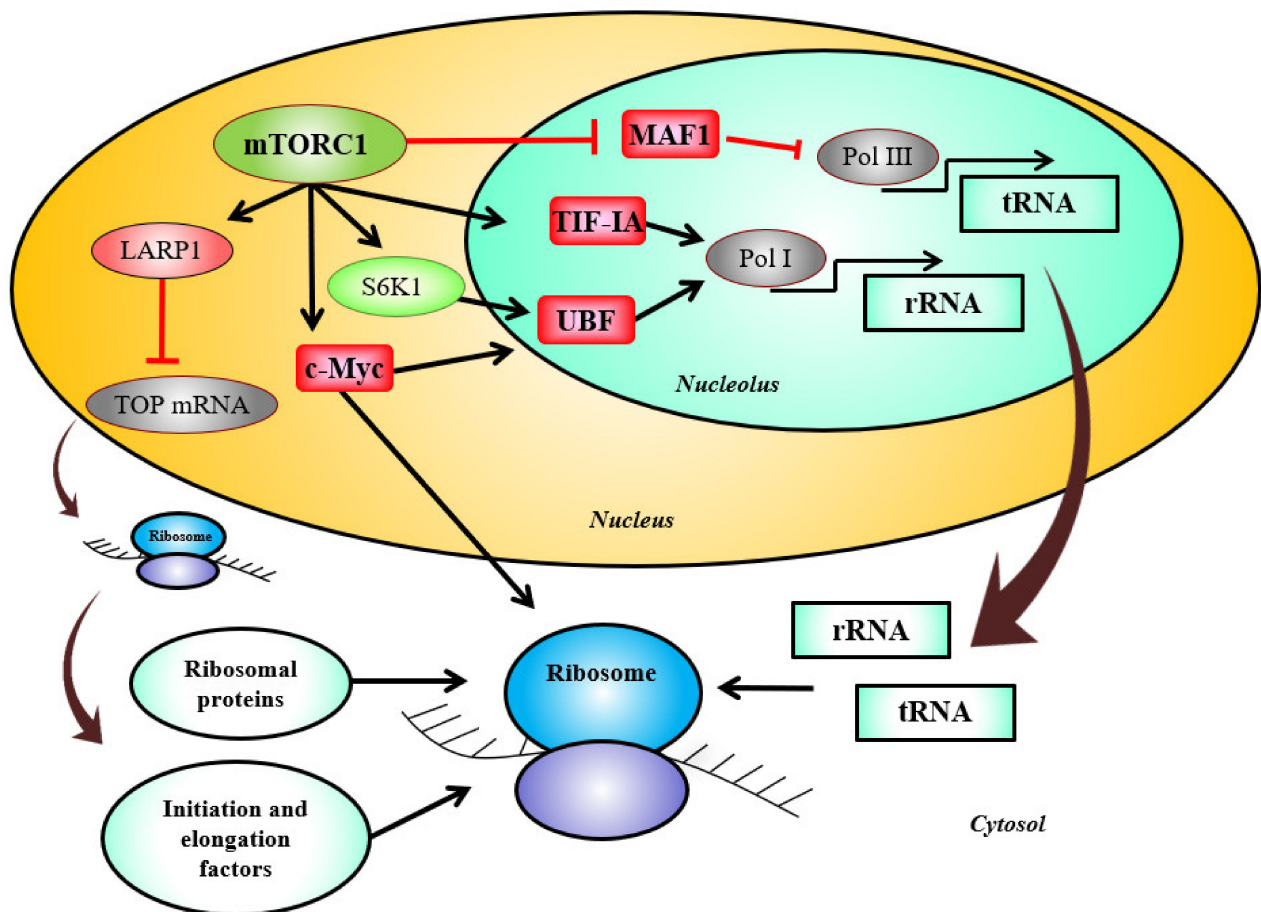 mTORC1
MAF1
Pol III
tRNA
LARP1
TIF-IA
S6K1
Pol I
UBF
rRNA
c-Myc
TOP mRNA
Nucleolus
Nucleus
Ribosome
Ribosomal
proteins
Ribosome
rRNA
tRNA
Initiation and
elongation
factors
Cytosol